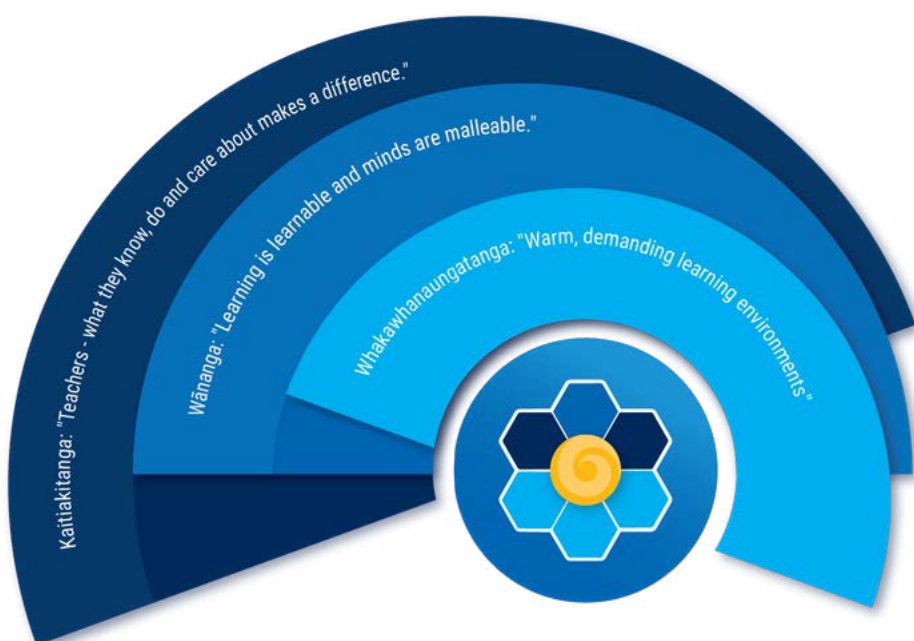 Kaitiakitanga: "Teachers - what they know, do and care about makes a difference."
Wānanga: "Learning is learnable and minds are malleable."
Whakawhanaungatanga: "Warm, demanding learning environments"